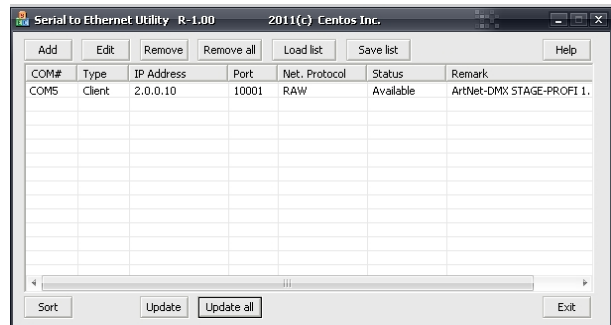 Serial to Ethernet Utility R-1.00 2011(c) Centos Inc.
Add Edit Remove Remove all Load list Save list Help
COM# Type IP Address Port Net. Protocol Status Remark
COM5 Client 2.0.0.10 10001 RAW Available ArtNet-DMX STAGE-PROFI 1.
Sort Update Update all Exit